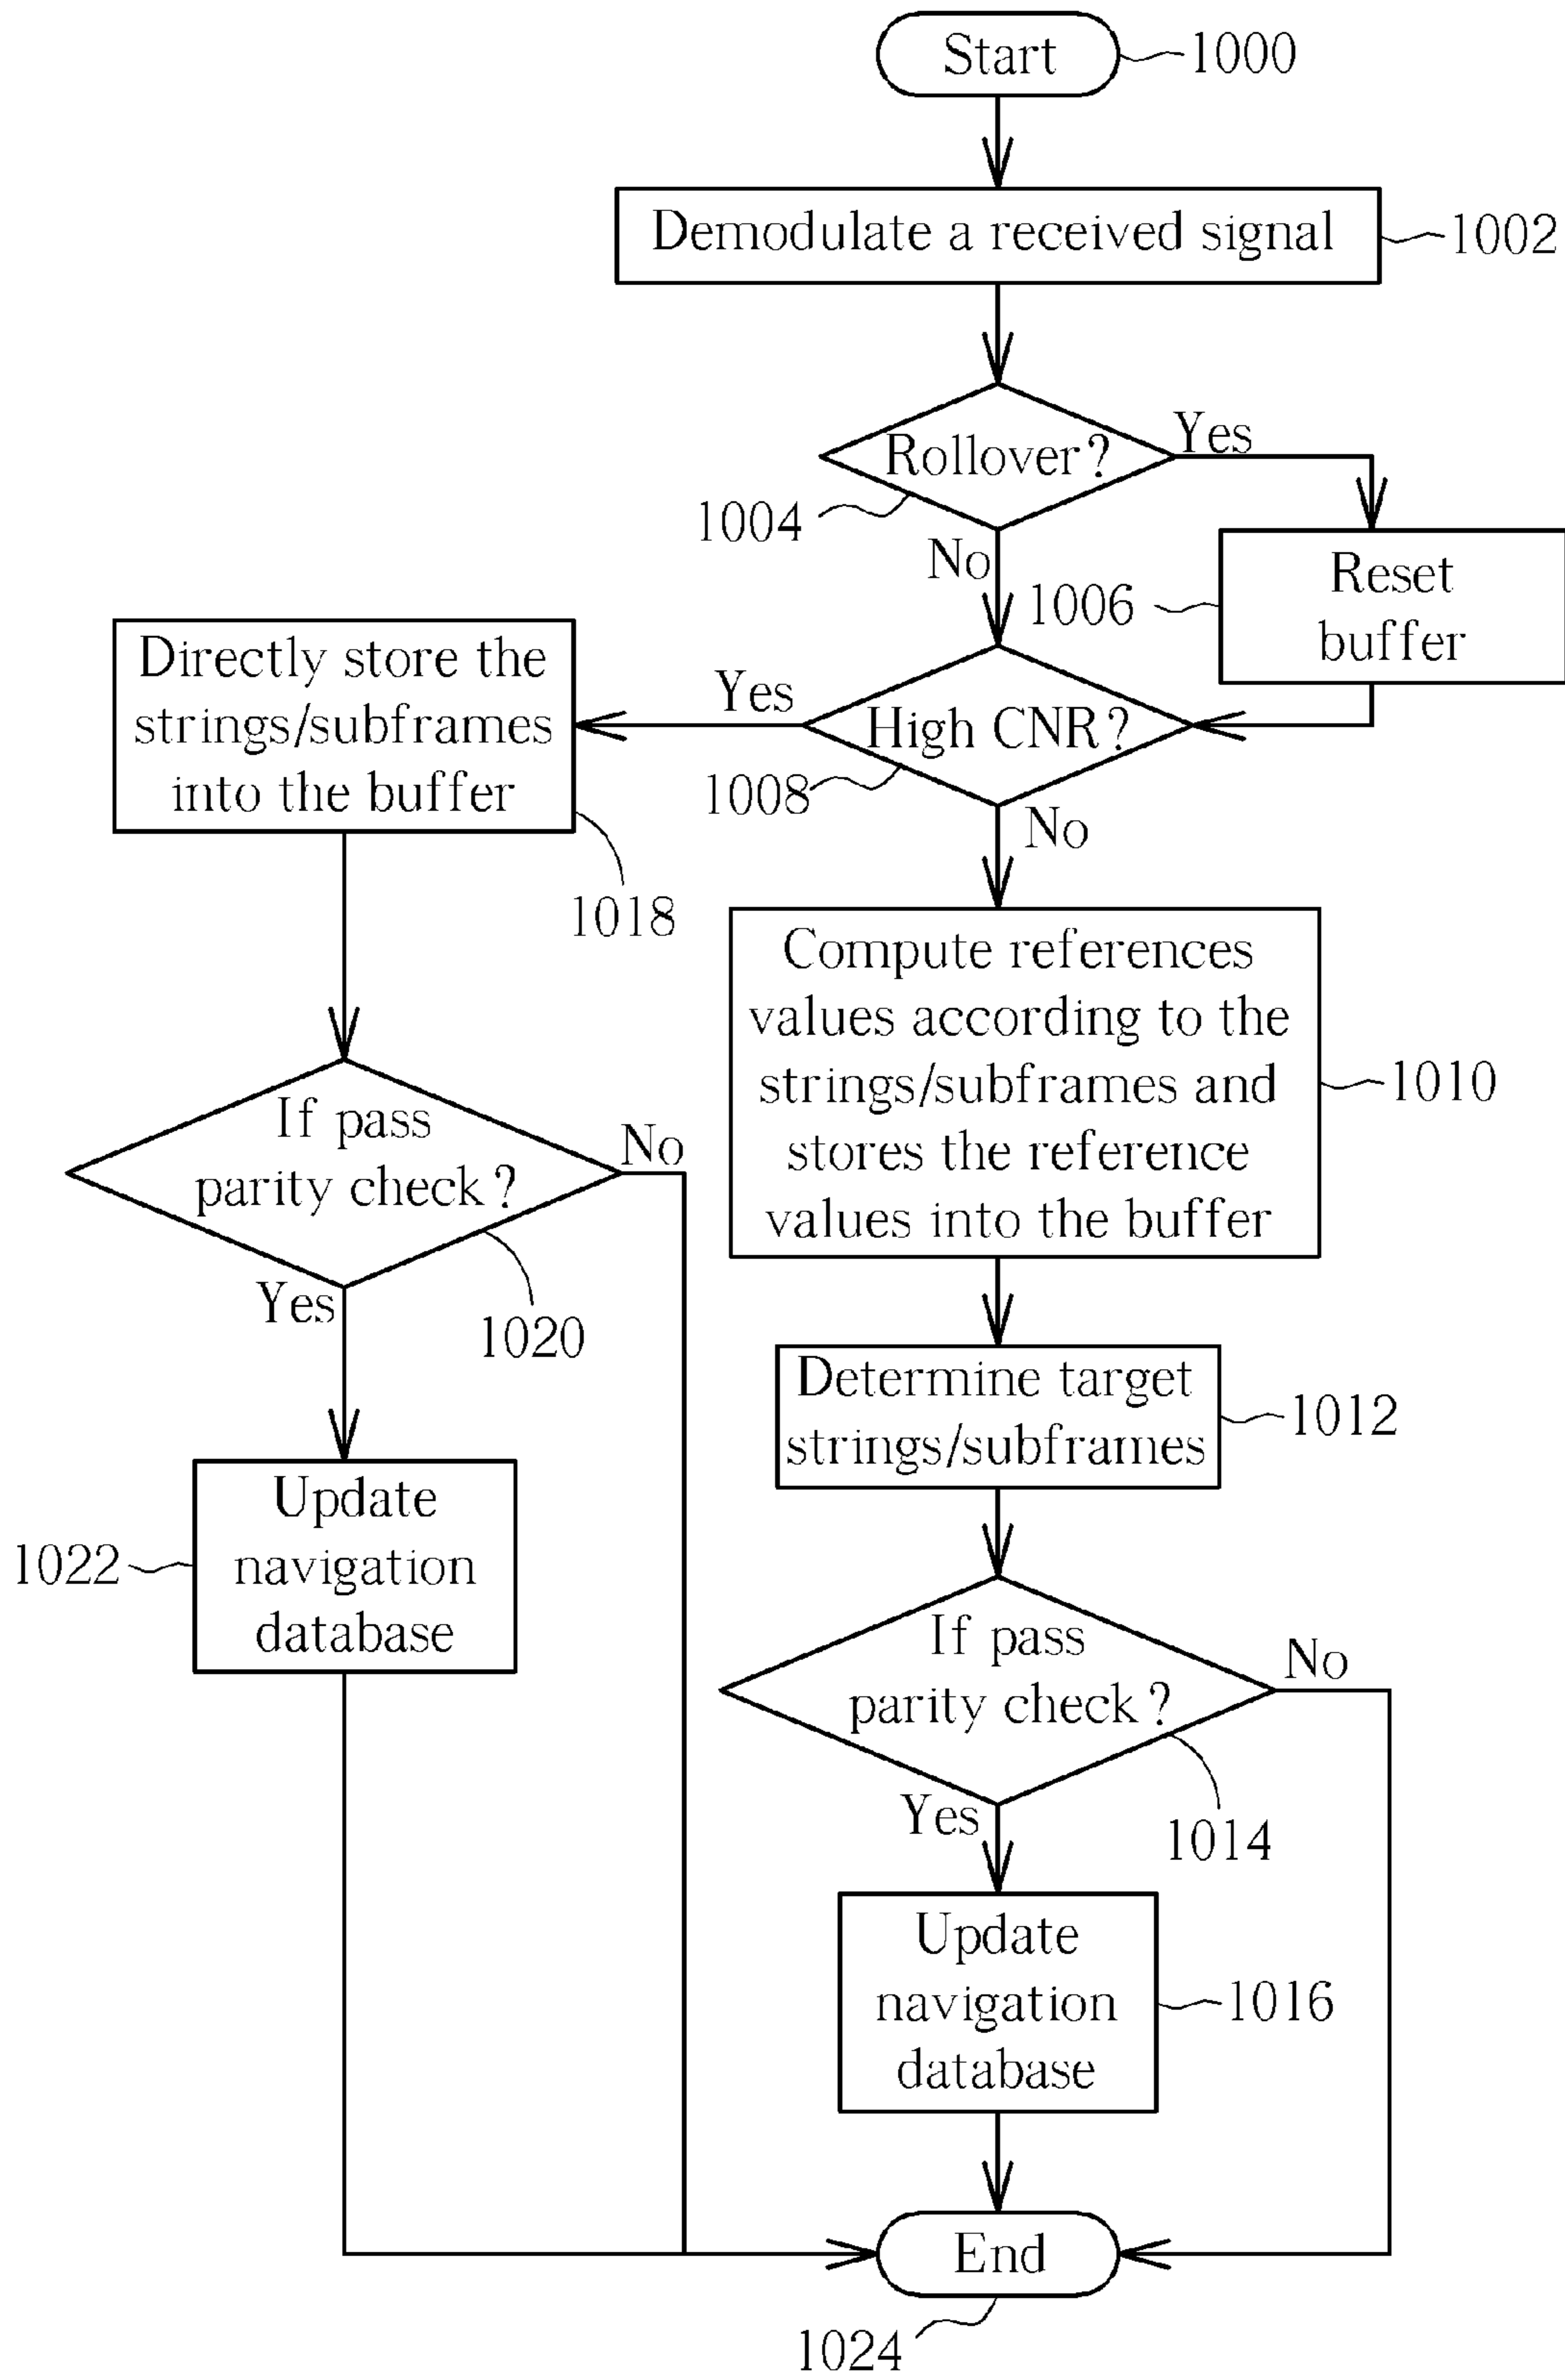 Start
1000
Demodulate a received signal
1002
Rollover?
Yes
1004
No
1006
Reset
buffer
Directly store the
strings/subframes
into the buffer
Yes
High CNR?
1008
No
1018
Compute references
values according to the
strings/subframes and
stores the reference
values into the buffer
1010
If pass
parity check?
No
Yes
1020
Determine target
strings/subframes
1012
Update
navigation
database
1022
If pass
parity check?
No
Yes
1014
Update
navigation
database
1016
End
1024